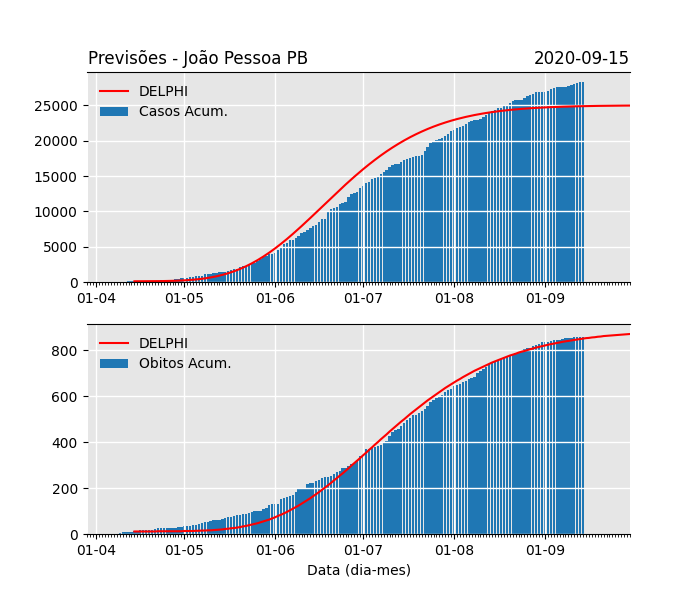 Previsões - João Pessoa PB 2020-09-15
DELPHI
Casos Acum.
25000
20000
15000
10000
5000
0
01-04 01-05 01-06 01-07 01-08 01-09
DELPHI
Obitos Acum.
800
600
400
200
0
01-04 01-05 01-06 01-07 01-08 01-09
Data (dia-mes)